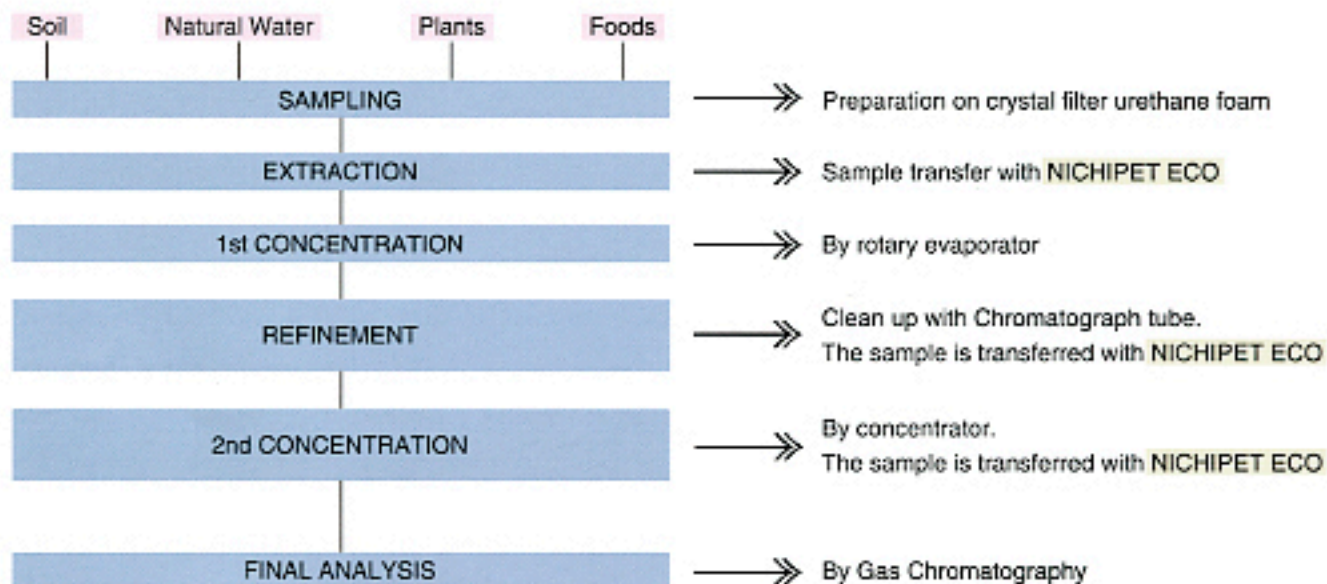 Soil Natural Water Plants Foods
SAMPLING
Preparation on crystal filter urethane foam
EXTRACTION
Sample transfer with NICHIPET ECO
1st CONCENTRATION
By rotary evaporator
REFINEMENT
Clean up with Chromatograph tube.
The sample is transferred with NICHIPET ECO
2nd CONCENTRATION
By concentrator.
The sample is transferred with NICHIPET ECO
FINAL ANALYSIS
By Gas Chromatography